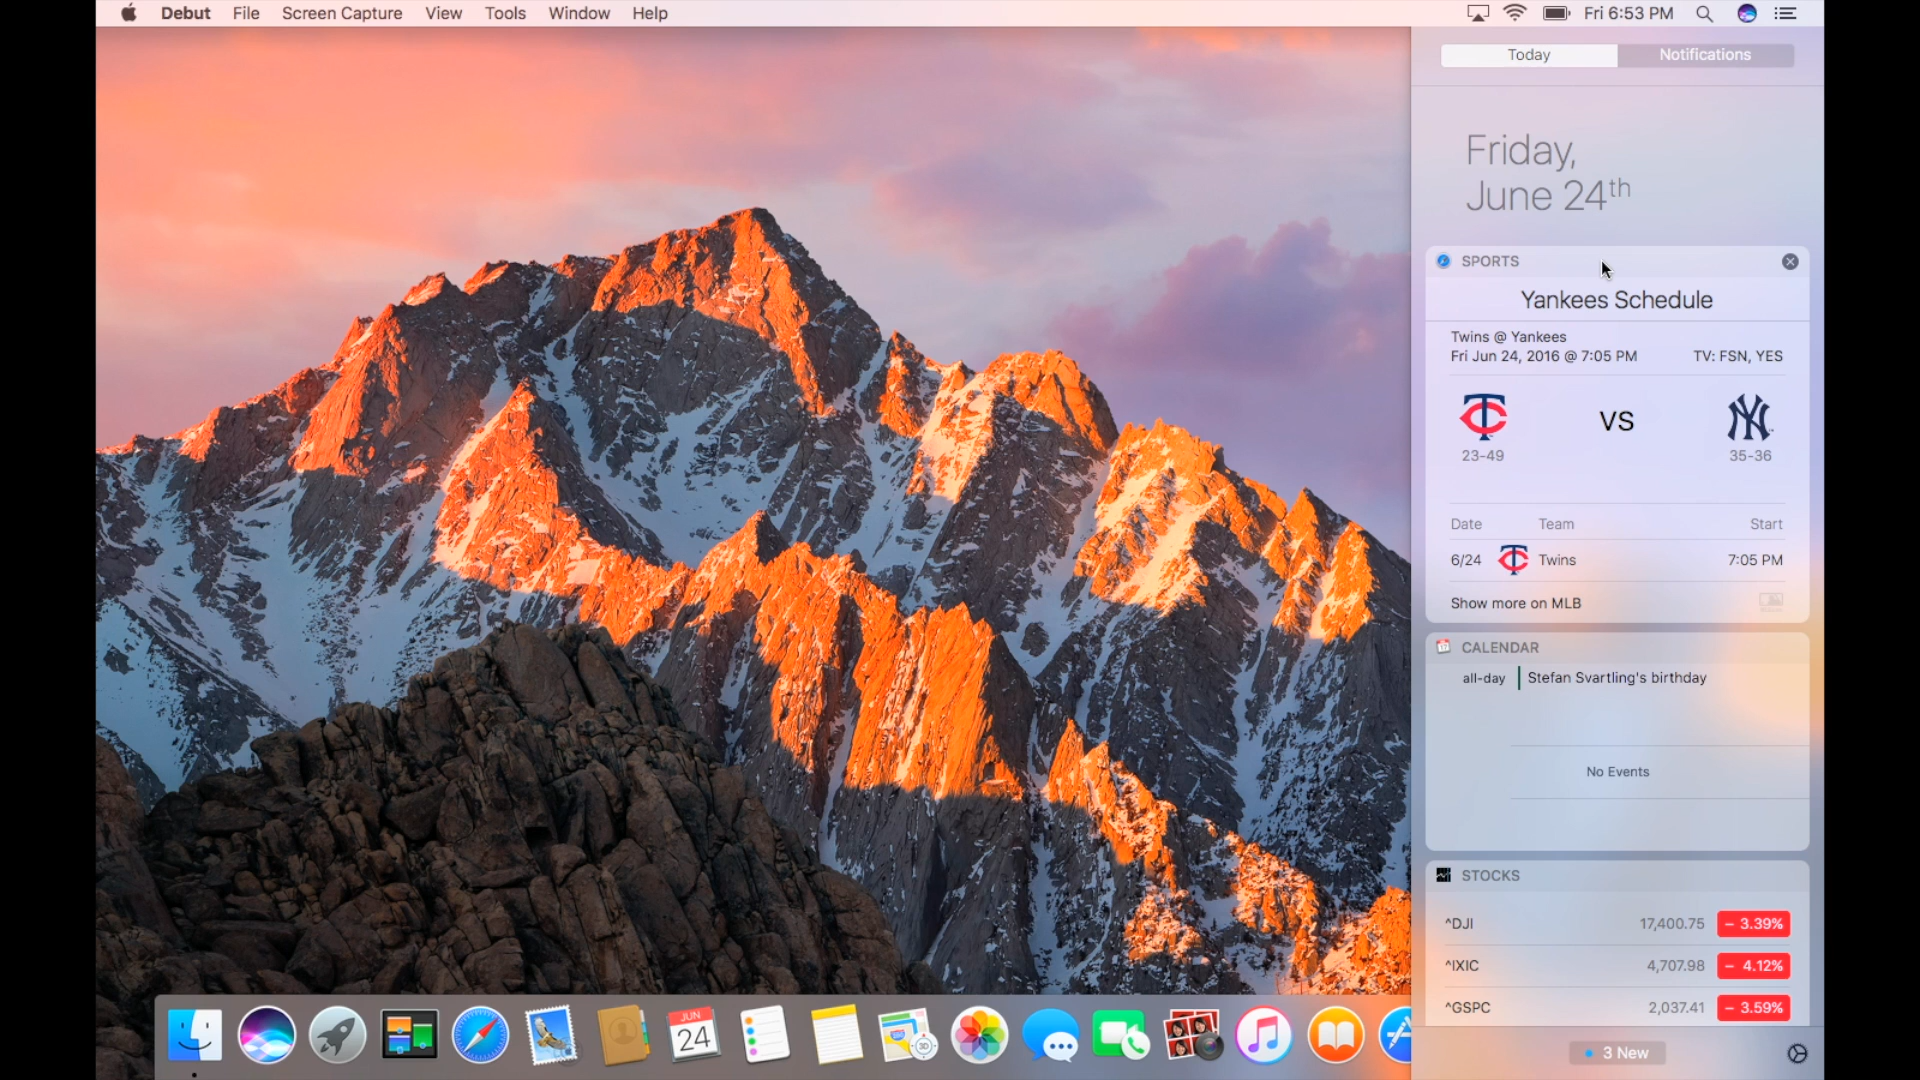 Debut File Screen Capture View Tools Window Help Fri 6:53 PM
Today Notifications
Friday,
June 24th
SPORTS
Yankees Schedule
Twins @ Yankees
Fri Jun 24, 2016 @ 7:05 PM TV: FSN, YES
VS
23-49 35-36
Date Team Start
6/24 Twins 7:05 PM
Show more on MLB
CALENDAR
all-day Stefan Svartling's birthday
No Events
STOCKS
^DJI 17,400.75 − 3.39%
^IXIC 4,707.98 − 4.12%
^GSPC 2,037.41 − 3.59%
JUN
24
3D
3 New